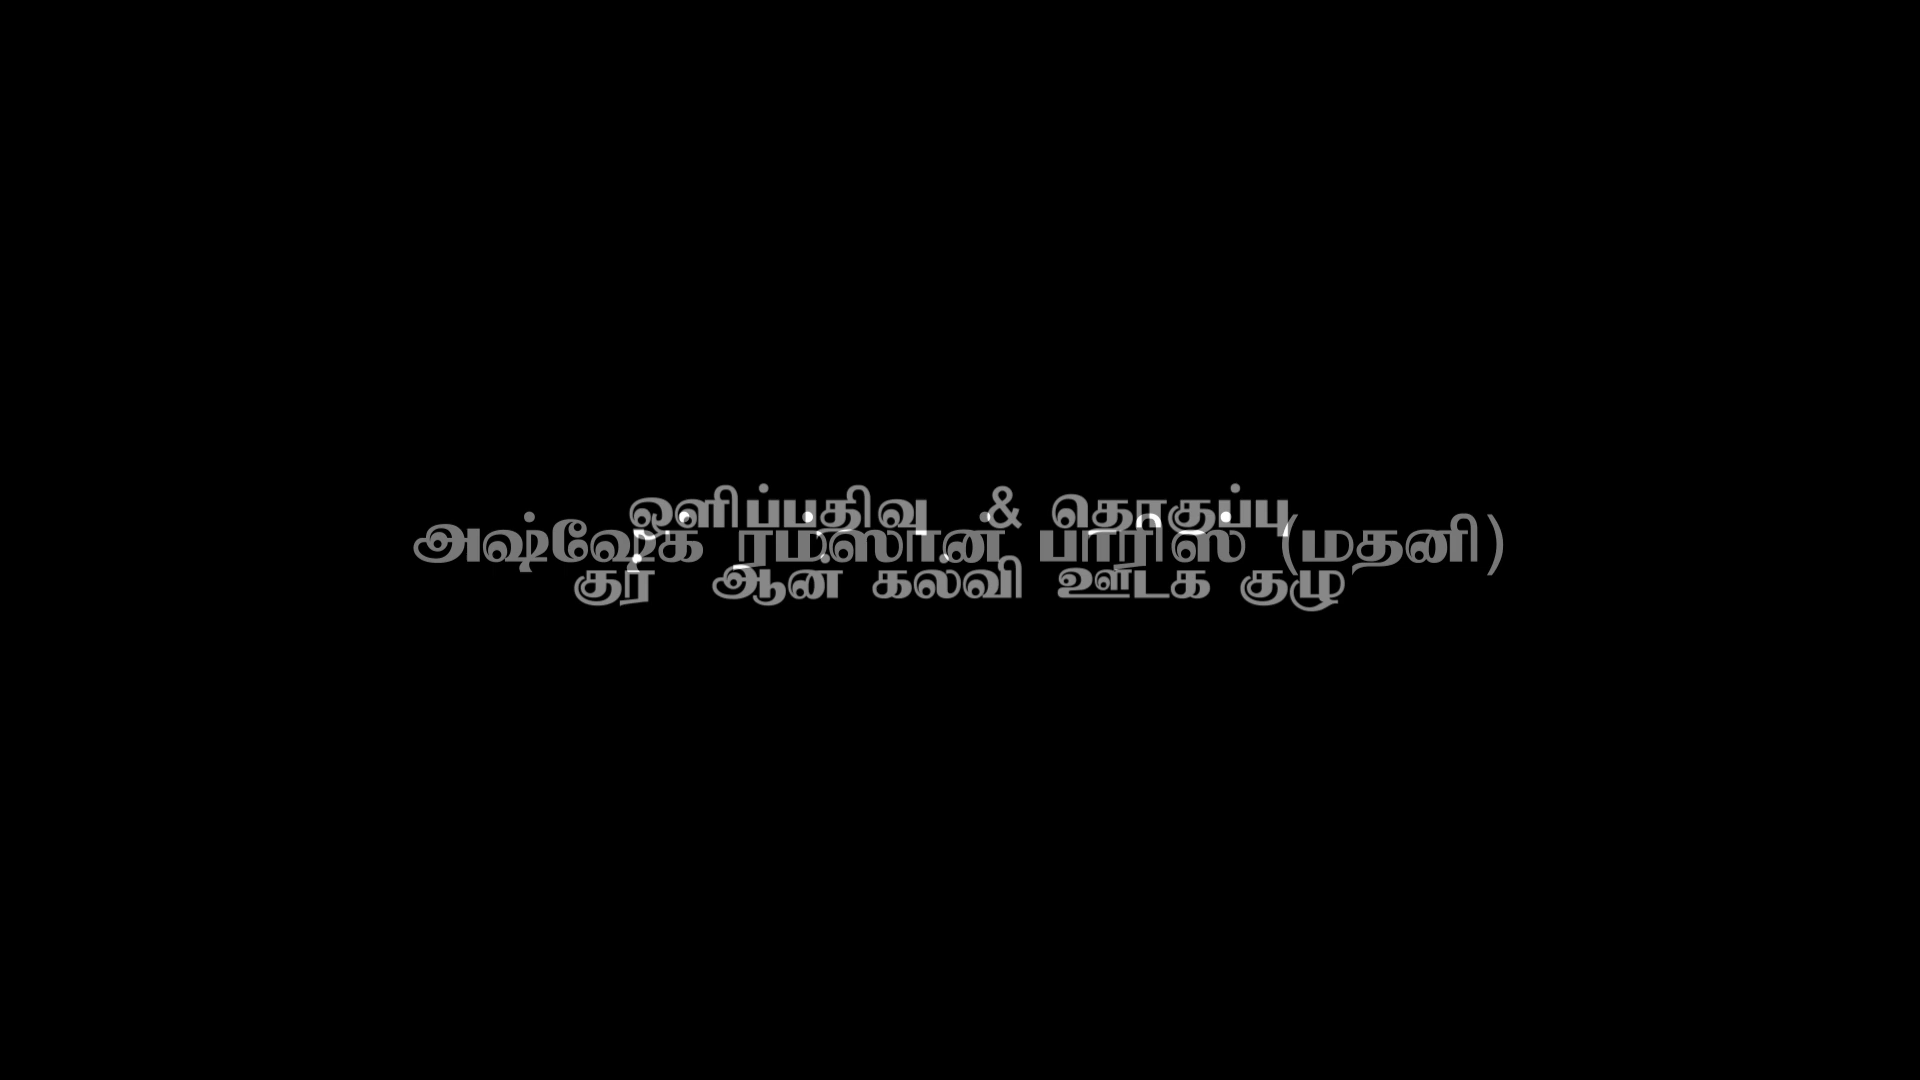 ஒளிப்பதிவு & தொகுப்பு
அஷ்ஷேக் ரம்ஸான் பாரிஸ் (மதனி)
குர் ஆன் கல்வி ஊடக குழு